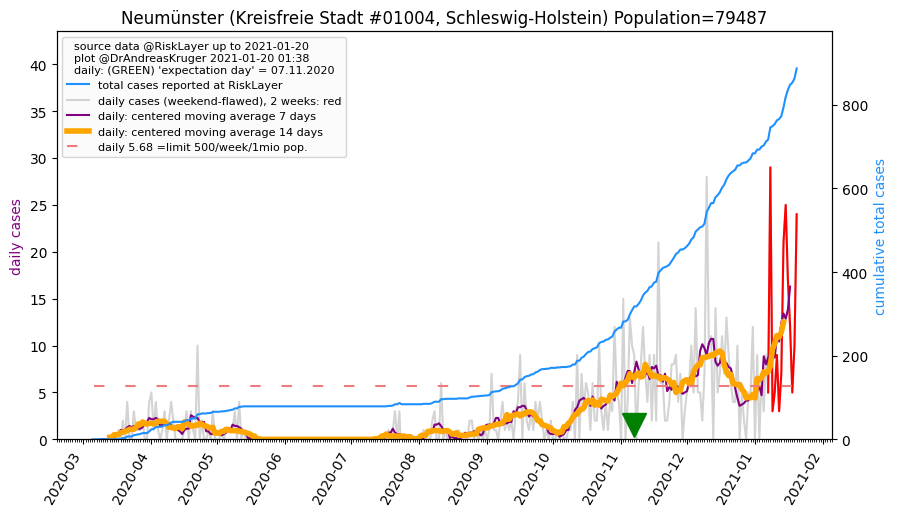 Neumünster (Kreisfreie Stadt #01004, Schleswig-Holstein) Population=79487
source data @RiskLayer up to 2021-01-20
plot @DrAndreasKruger 2021-01-20 01:38
daily: (GREEN) 'expectation day' = 07.11.2020
total cases reported at RiskLayer
daily cases (weekend-flawed), 2 weeks: red
daily: centered moving average 7 days
daily: centered moving average 14 days
daily 5.68 =limit 500/week/1mio pop.
daily cases
40
35
30
25
20
15
10
5
0
800
600
400
200
0
cumulative total cases
2020-03
2020-04
2020-05
2020-06
2020-07
2020-08
2020-09
2020-10
2020-11
2020-12
2021-01
2021-02